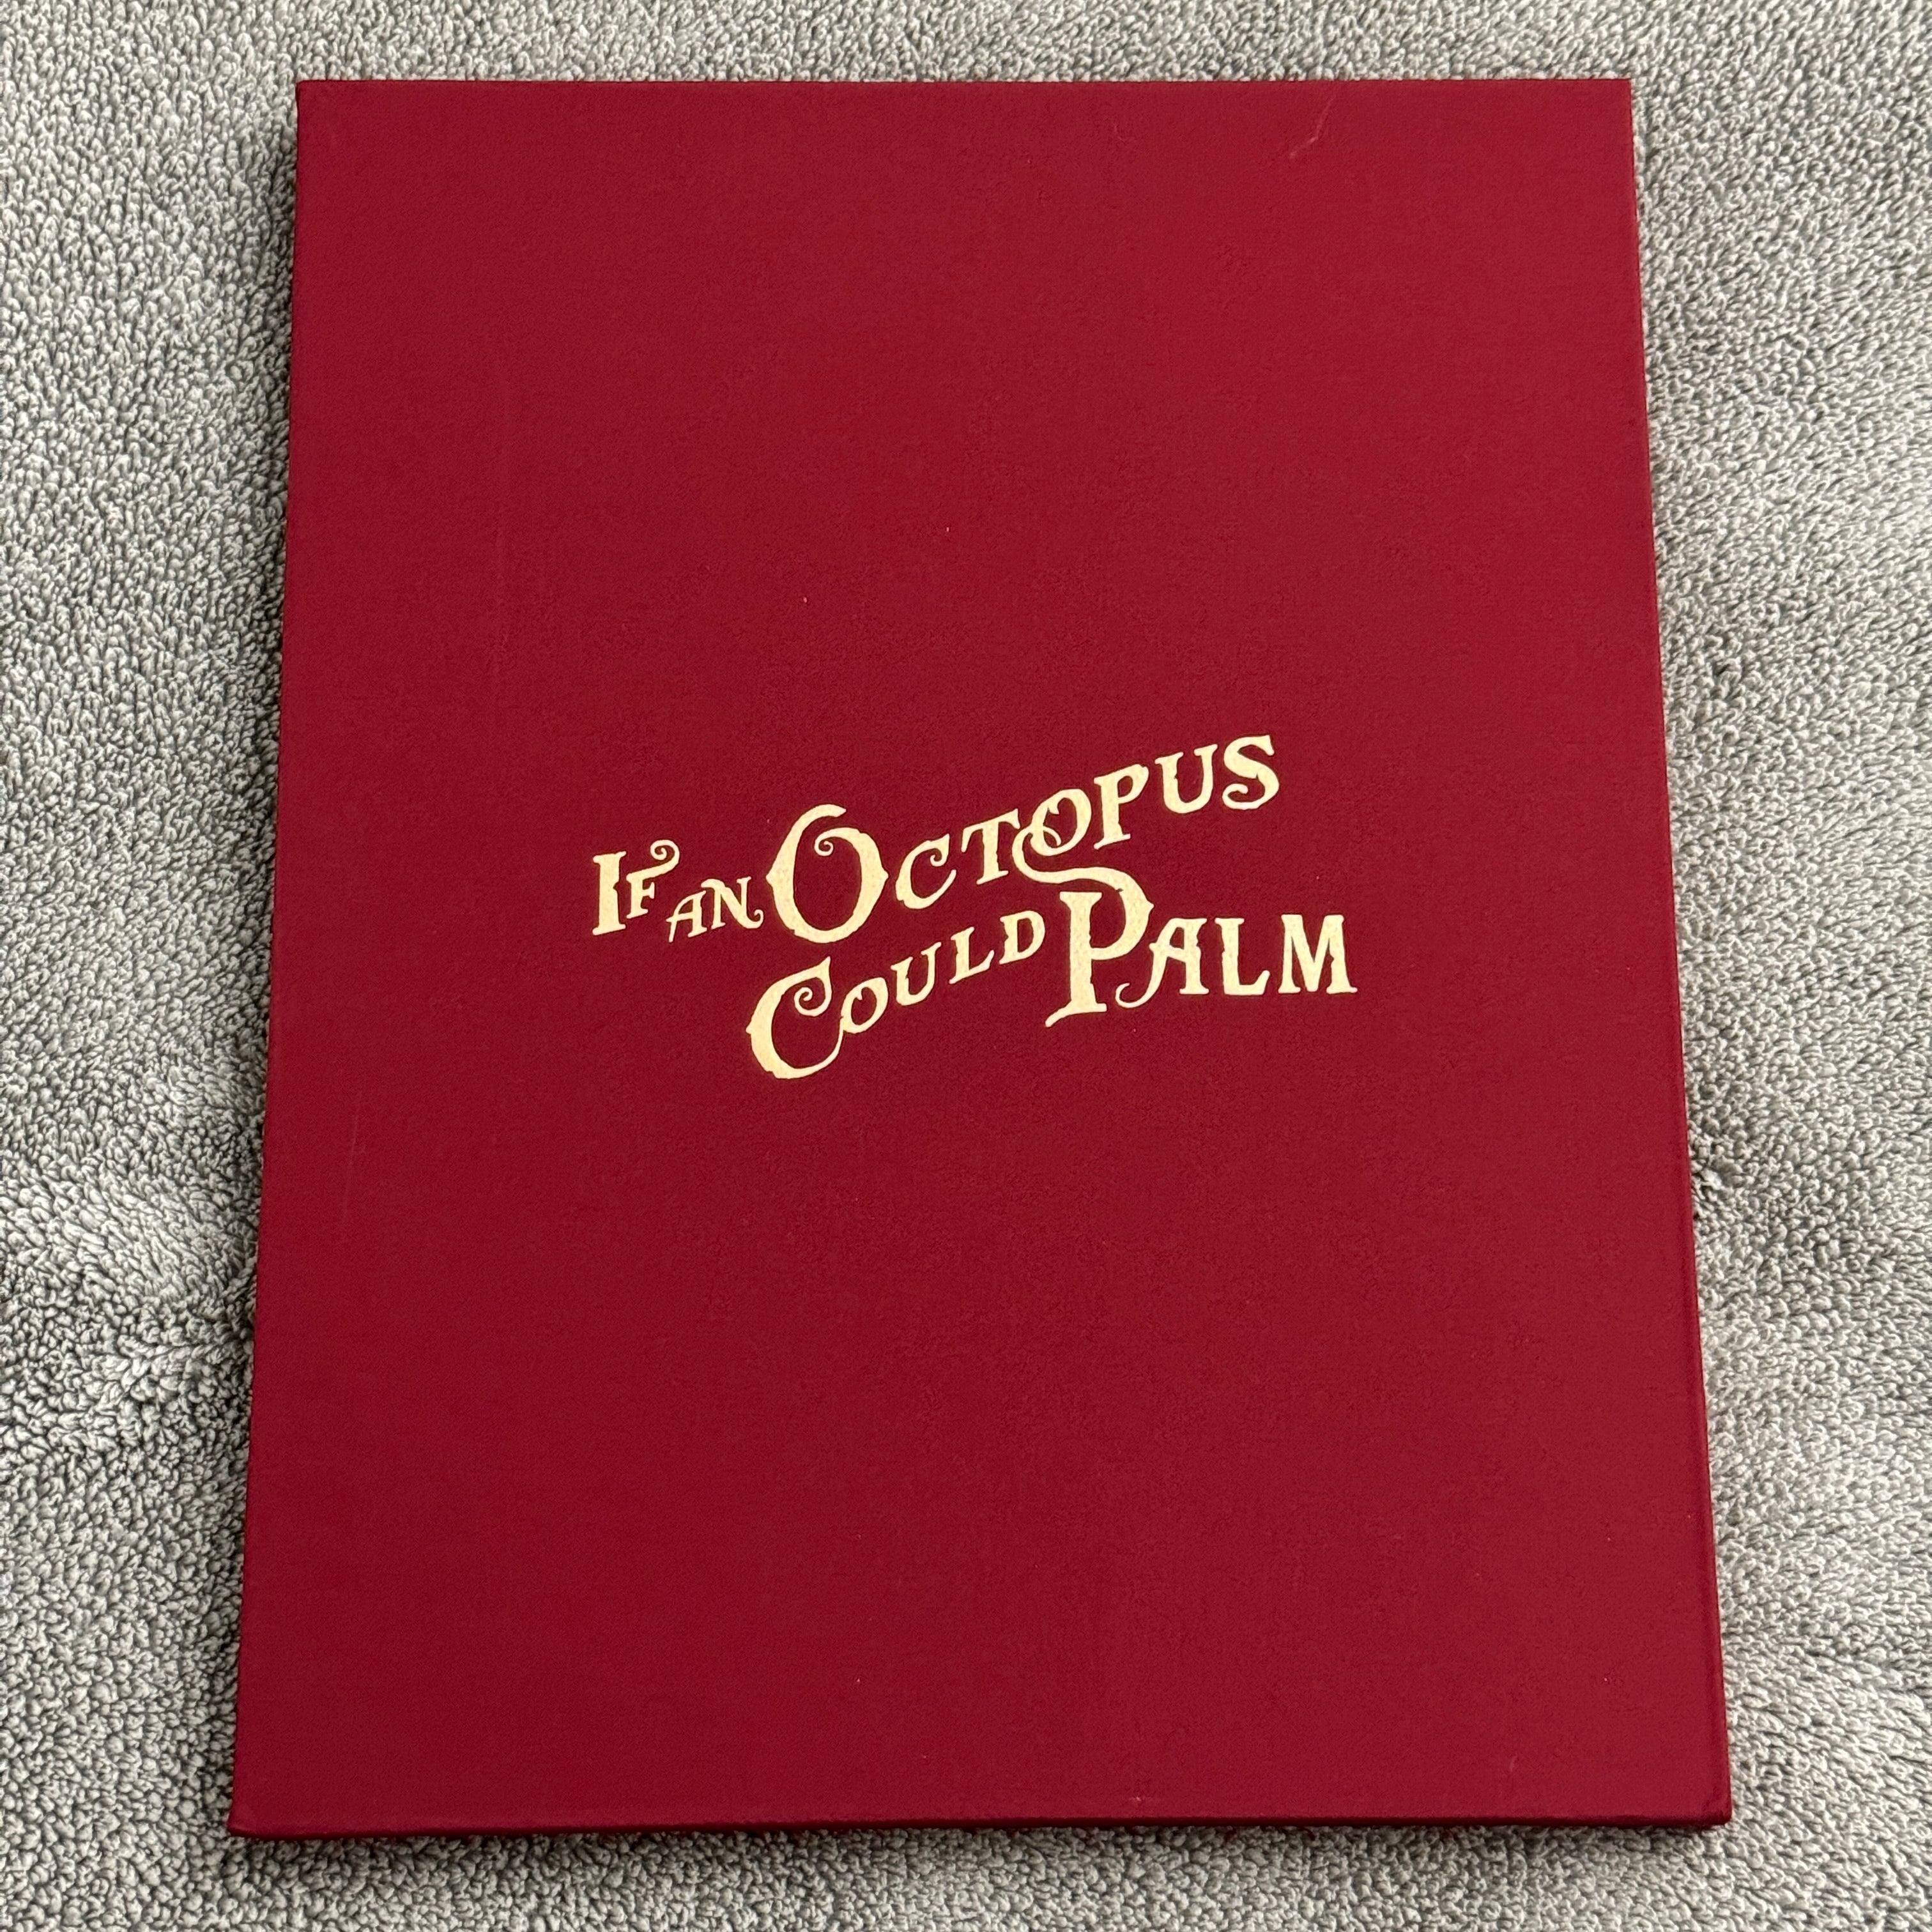 If an Octopus
Could Palm